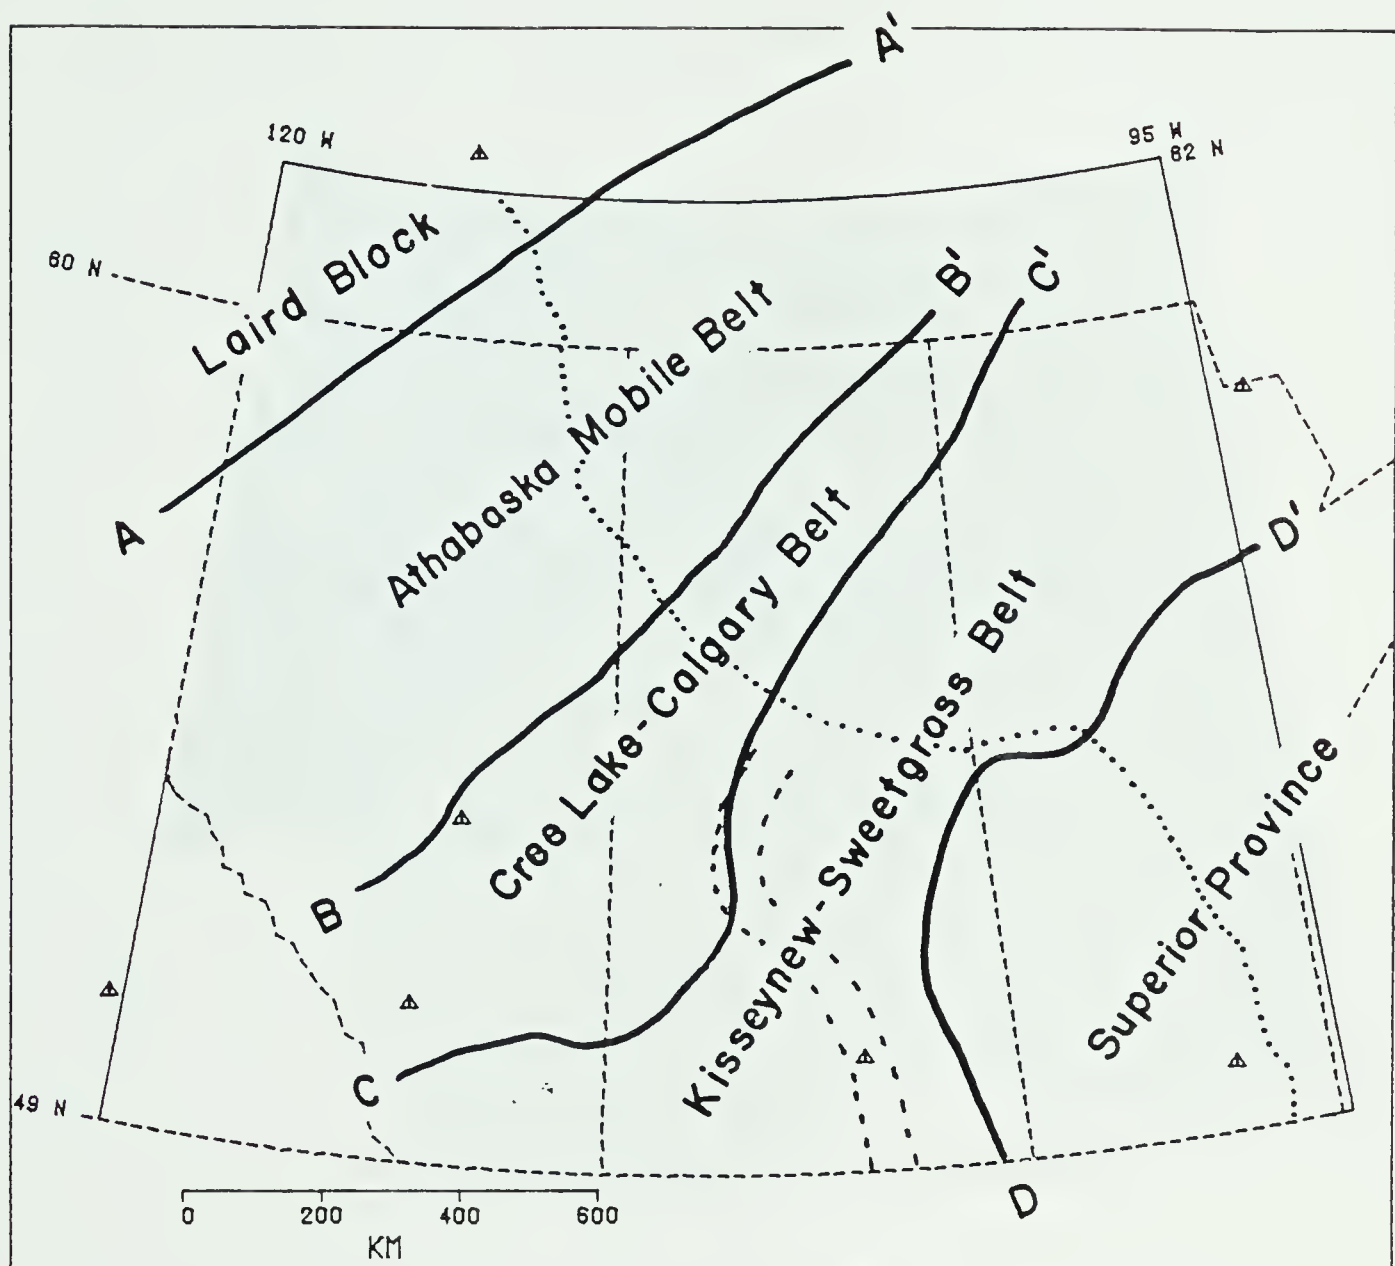 A'
120 W
95 W
62 N
60 N
Laird Block
B'
C'
Athabaska Mobile Belt
A
D'
Cree Lake-Calgary Belt
Kisseynew-Sweetgrass Belt
Superior Province
B
C
49 N
D
0 200 400 600
KM